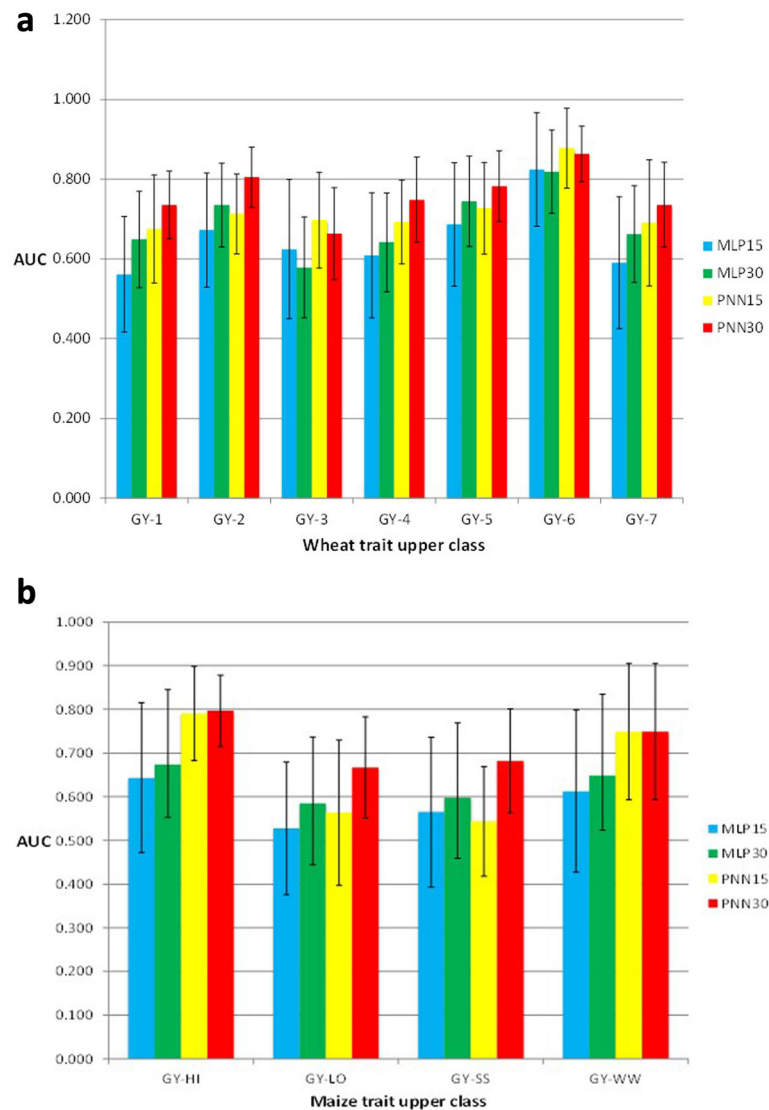 a
1.200
1.000
0.800
0.600
0.400
0.200
0.000
AUC
GY-1 GY-2 GY-3 GY-4 GY-5 GY-6 GY-7
Wheat trait upper class
MLP15
MLP30
PNN15
PNN30
b
1.000
0.900
0.800
0.700
0.600
0.500
0.400
0.300
0.200
0.100
0.000
AUC
GY-HI GY-LO GY-SS GY-WW
Maize trait upper class
MLP15
MLP30
PNN15
PNN30